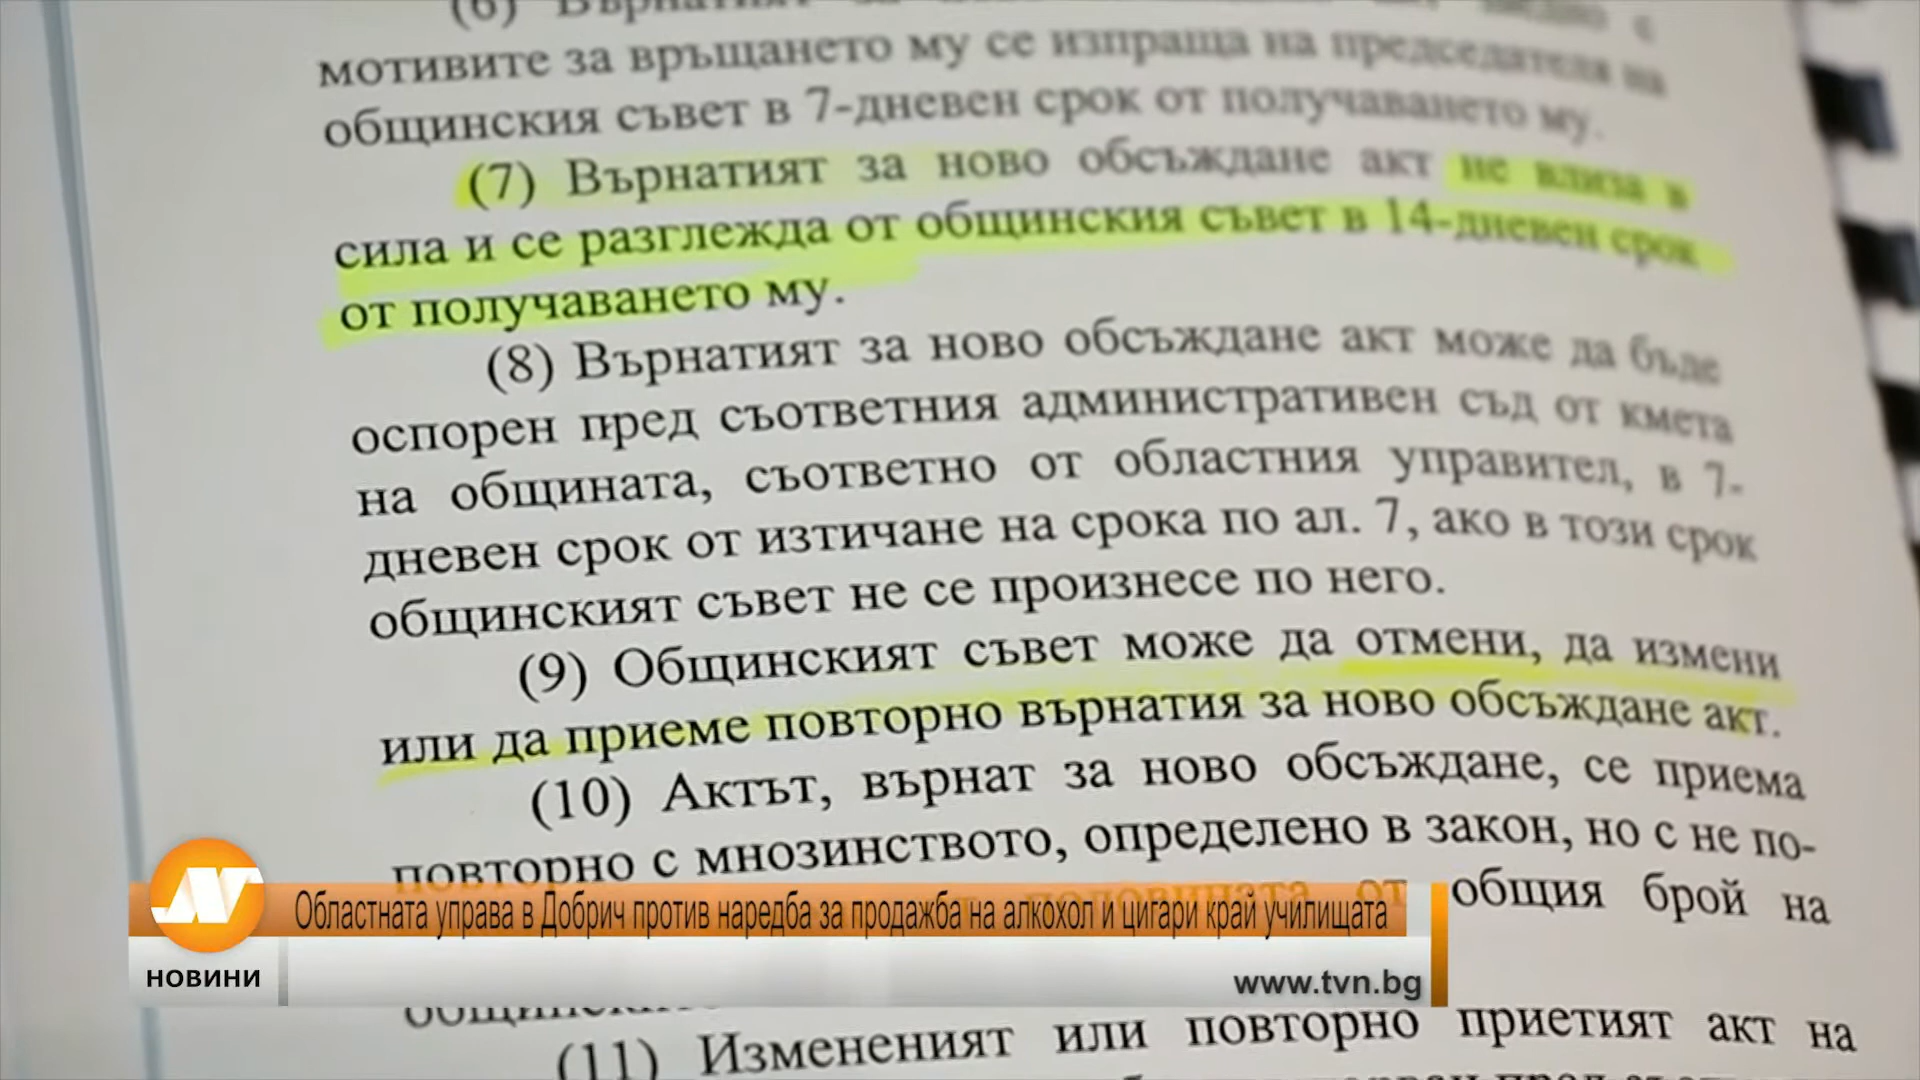 (6) Върнатият за ново
мотивите за връщането му се изпраща на председателя на
общинския съвет в 7-дневен срок от получаването му.
(7) Върнатият за ново обсъждане акт не влиза в
сила и се разглежда от общинския съвет в 14-дневен срок
от получаването му.
(8) Върнатият за ново обсъждане акт може да бъде
оспорен пред съответния административен съд от кмета
на общината, съответно от областния управител, в 7-
дневен срок от изтичане на срока по ал. 7, ако в този срок
общинският съвет не се произнесе по него.
(9) Общинският съвет може да отмени, да измени
или да приеме повторно върнатия за ново обсъждане акт.
(10) Актът, върнат за ново обсъждане, се приема
повторно с мнозинството, определено в закон, но с не по-
половината от общия брой на
Областната управа в Добрич против наредба за продажба на алкохол и цигари край училищата
НОВИНИ
www.tvn.bg
(11) Измененият или повторно приетият акт на